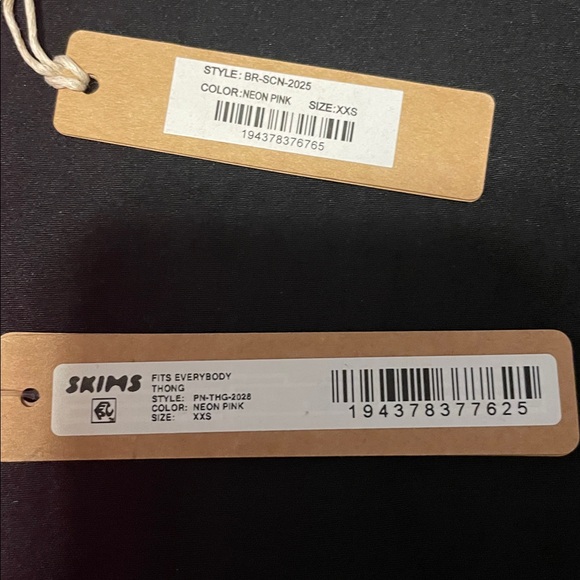 STYLE: BR-SCN-2025
COLOR:NEON PINK SIZE:XXS
194378376765
SKIMS
FITS EVERYBODY
THONG
STYLE: PN-THG-2028
COLOR: NEON PINK
SIZE: XXS
194378377625